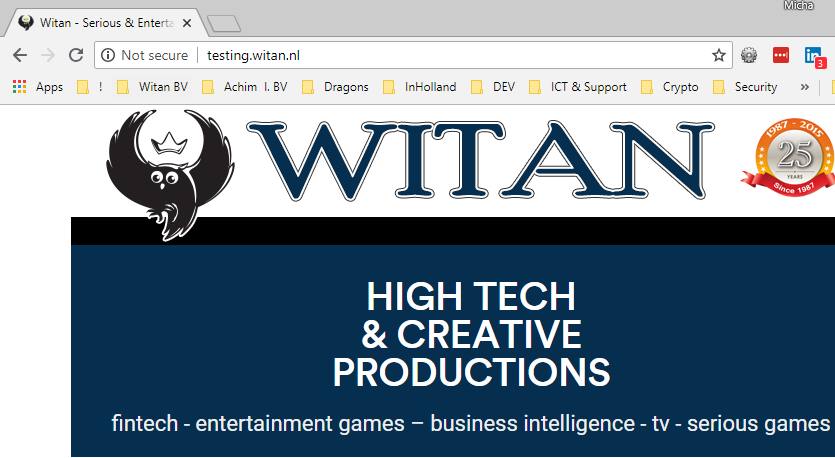 Micha
Witan - Serious & Enterta
Not secure testing.witan.nl
3
Apps ! Witan BV Achim I. BV Dragons InHolland DEV ICT & Support Crypto Security »
WITAN
1987 - 2015
25
YEARS
Since 1987
HIGH TECH
& CREATIVE
PRODUCTIONS
fintech - entertainment games – business intelligence - tv - serious games